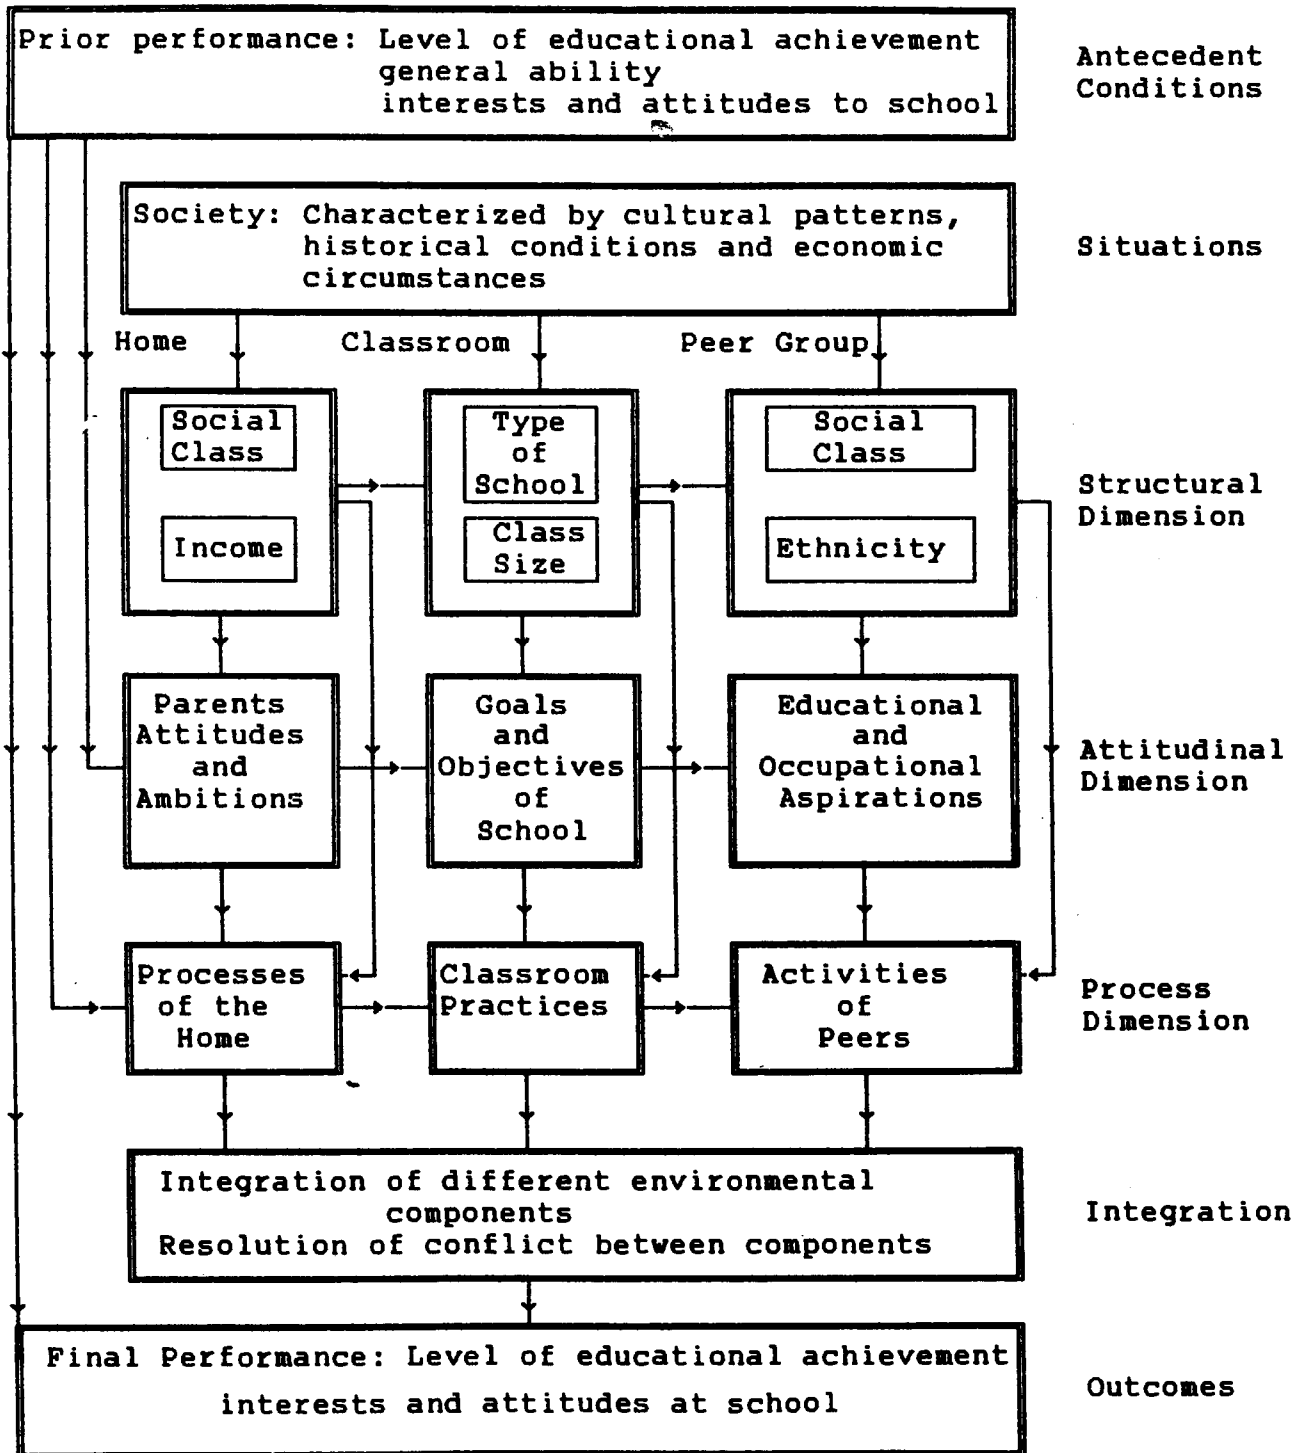 Prior performance: Level of educational achievement
general ability
interests and attitudes to school
Antecedent
Conditions
Society: Characterized by cultural patterns,
historical conditions and economic
circumstances
Situations
Home
Classroom
Peer Group
Social
Class
Income
Type
of
School
Class
Size
Social
Class
Ethnicity
Structural
Dimension
Parents
Attitudes
and
Ambitions
Goals
and
Objectives
of
School
Educational
and
Occupational
Aspirations
Attitudinal
Dimension
Processes
of the
Home
Classroom
Practices
Activities
of
Peers
Process
Dimension
Integration of different environmental
components
Resolution of conflict between components
Integration
Final Performance: Level of educational achievement
interests and attitudes at school
Outcomes